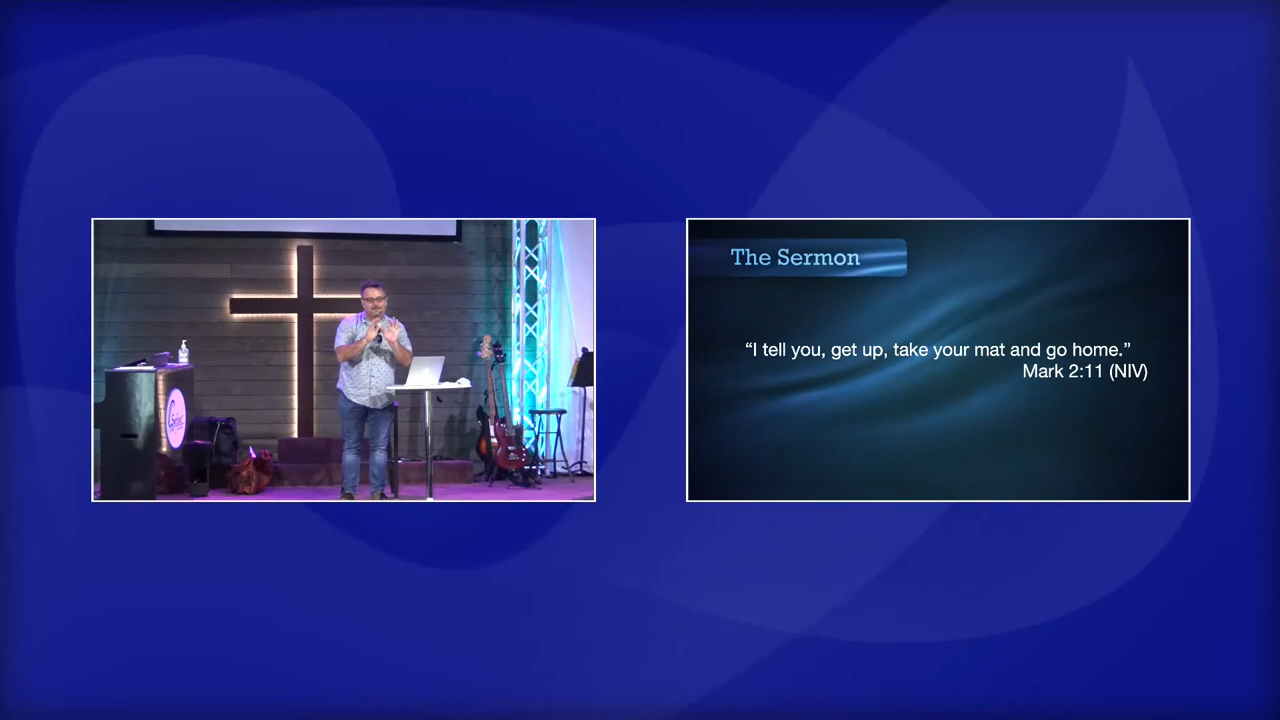 The Sermon
“I tell you, get up, take your mat and go home.”
Mark 2:11 (NIV)